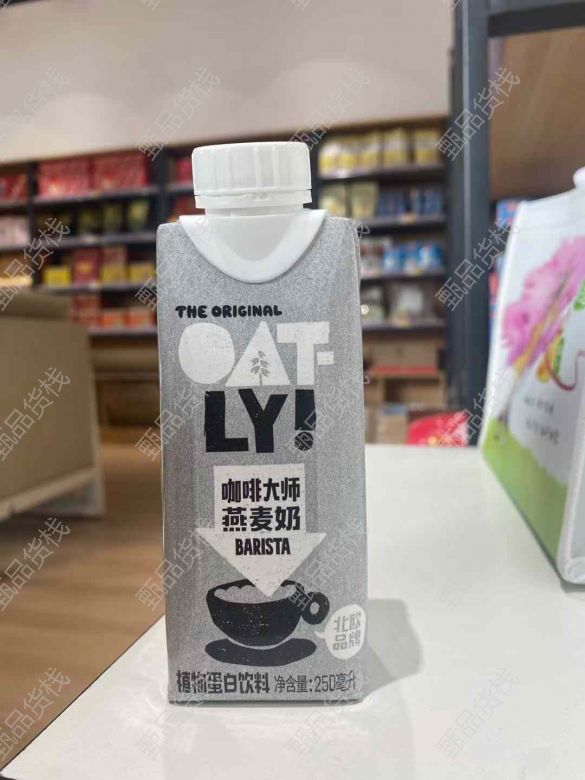 THE ORIGINAL
OAT-
LY!
咖啡大师
燕麦奶
BARISTA
北欧
品牌
植物蛋白饮料 净含量:250毫升
甄品货栈